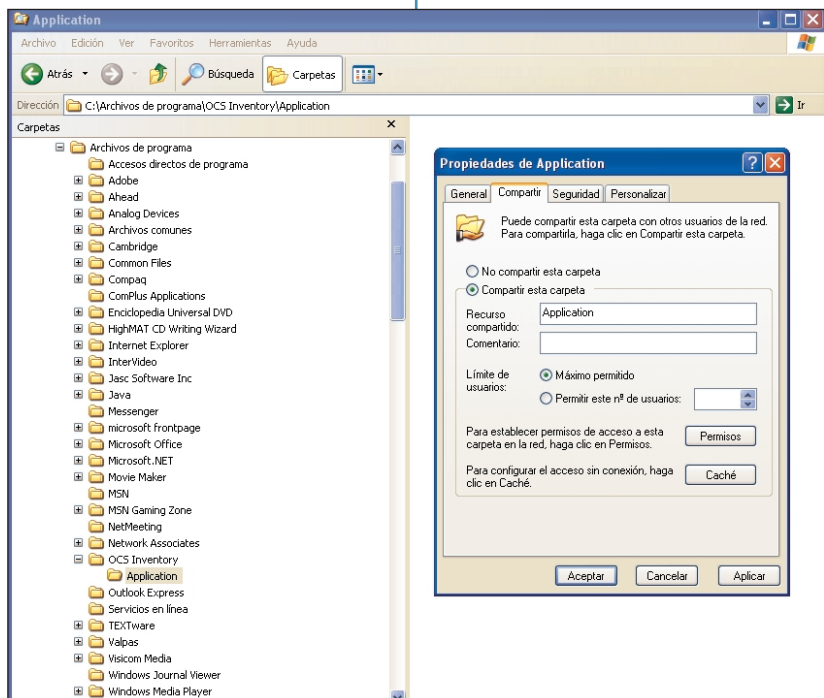 Application
Archivo Edición Ver Favoritos Herramientas Ayuda
Atrás Búsqueda Carpetas
Dirección C:\Archivos de programa\OCS Inventory\Application Ir
Carpetas x
Archivos de programa
Accesos directos de programa
Adobe
Ahead
Analog Devices
Archivos comunes
Cambridge
Common Files
Compaq
ComPlus Applications
Enciclopedia Universal DVD
HighMAT CD Writing Wizard
Internet Explorer
InterVideo
Jasc Software Inc
Java
Messenger
microsoft frontpage
Microsoft Office
Microsoft.NET
Movie Maker
MSN
MSN Gaming Zone
NetMeeting
Network Associates
OCS Inventory
Application
Outlook Express
Servicios en línea
TEXTware
Valpas
Visicom Media
Windows Journal Viewer
Windows Media Player
Propiedades de Application
General Compartir Seguridad Personalizar
Puede compartir esta carpeta con otros usuarios de la red.
Para compartirla, haga clic en Compartir esta carpeta.
No compartir esta carpeta
Compartir esta carpeta
Recurso
compartido:
Application
Comentario:
Límite de
usuarios:
Máximo permitido
Permitir este nº de usuarios:
Para establecer permisos de acceso a esta
carpeta en la red, haga clic en Permisos.
Permisos
Para configurar el acceso sin conexión, haga
clic en Caché.
Caché
Aceptar Cancelar Aplicar